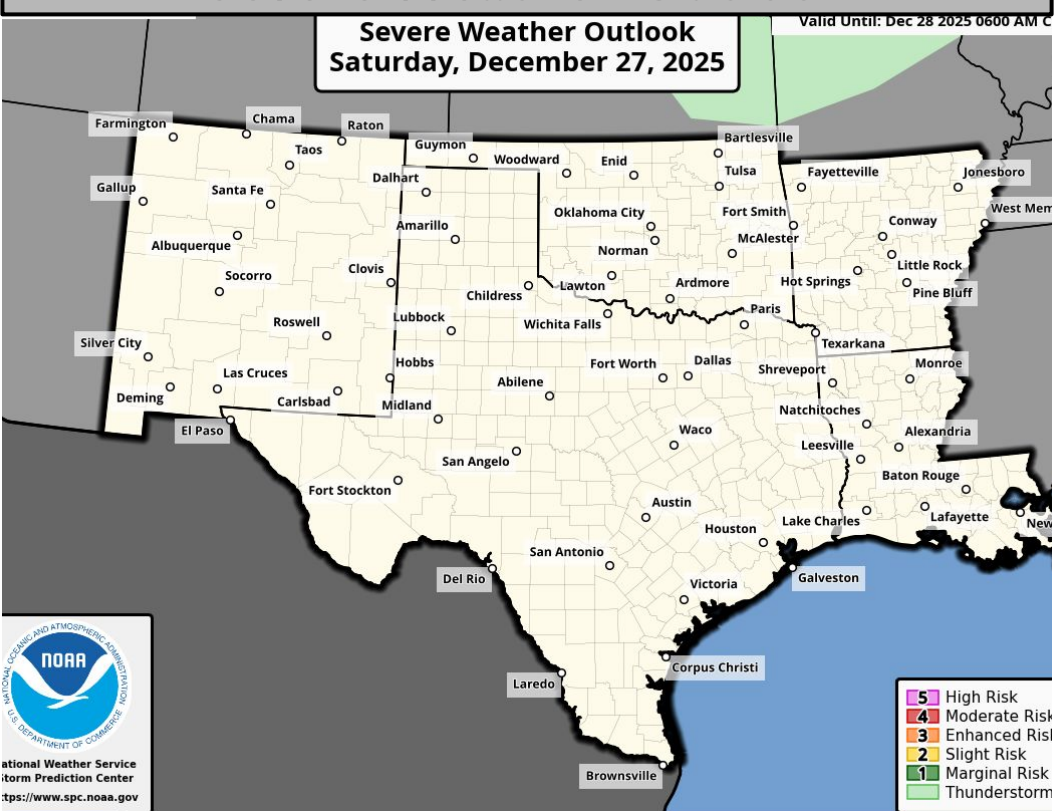 Severe Weather Outlook
Saturday, December 27, 2025
Valid Until: Dec 28 2025 0600 AM C
Farmington
Chama
Raton
Taos
Gallup
Santa Fe
Albuquerque
Socorro
Clovis
Roswell
Silver City
Las Cruces
Hobbs
Deming
Carlsbad
El Paso
Guymon
Woodward
Enid
Bartlesville
Tulsa
Dalhart
Amarillo
Oklahoma City
Norman
Fort Smith
McAlester
Childress
Lawton
Ardmore
Lubbock
Wichita Falls
Paris
Fayetteville
Jonesboro
West Mem
Conway
Little Rock
Hot Springs
Pine Bluff
Texarkana
Monroe
Fort Worth
Dallas
Shreveport
Abilene
Midland
Natchitoches
Waco
Leesville
Alexandria
San Angelo
Baton Rouge
Fort Stockton
Austin
Houston
Lake Charles
Lafayette
New
San Antonio
Del Rio
Victoria
Galveston
Laredo
Corpus Christi
Brownsville
NATIONAL OCEANIC AND ATMOSPHERIC ADMINISTRATION
NOAA
U.S. DEPARTMENT OF COMMERCE
ational Weather Service
Storm Prediction Center
ttps://www.spc.noaa.gov
5 High Risk
4 Moderate Risk
3 Enhanced Risk
2 Slight Risk
1 Marginal Risk
Thunderstorm